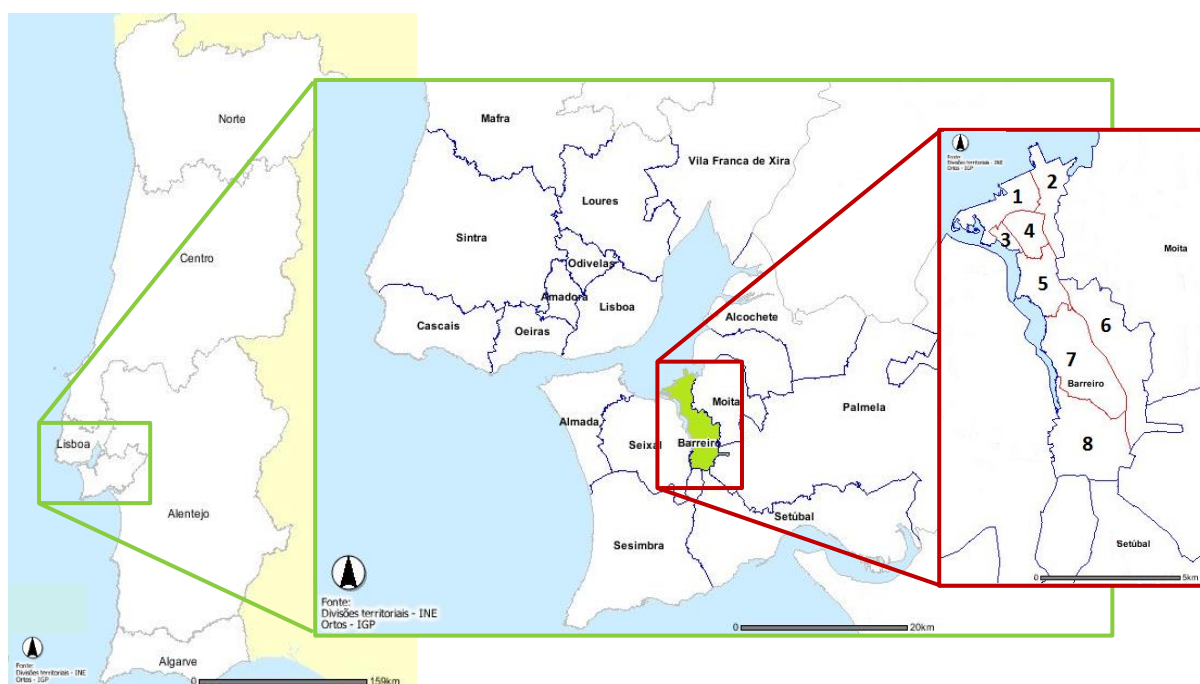 Norte
Centro
Lisboa
Alentejo
Algarve
Fonte:
Divisões territoriais - INE
Ortos - IGP
0 159km
Mafra
Vila Franca de Xira
Loures
Sintra
Odivelas
Amadora
Lisboa
Cascais
Oeiras
Alcochete
Almada
Moita
Palmela
Seixal
Barreiro
Setúbal
Sesimbra
Fonte:
Divisões territoriais - INE
Ortos - IGP
0 20km
Fonte:
Divisões territoriais - INE
Ortos - IGP
2
1
4
3
Moita
5
6
7
Barreiro
8
Setúbal
0 5km